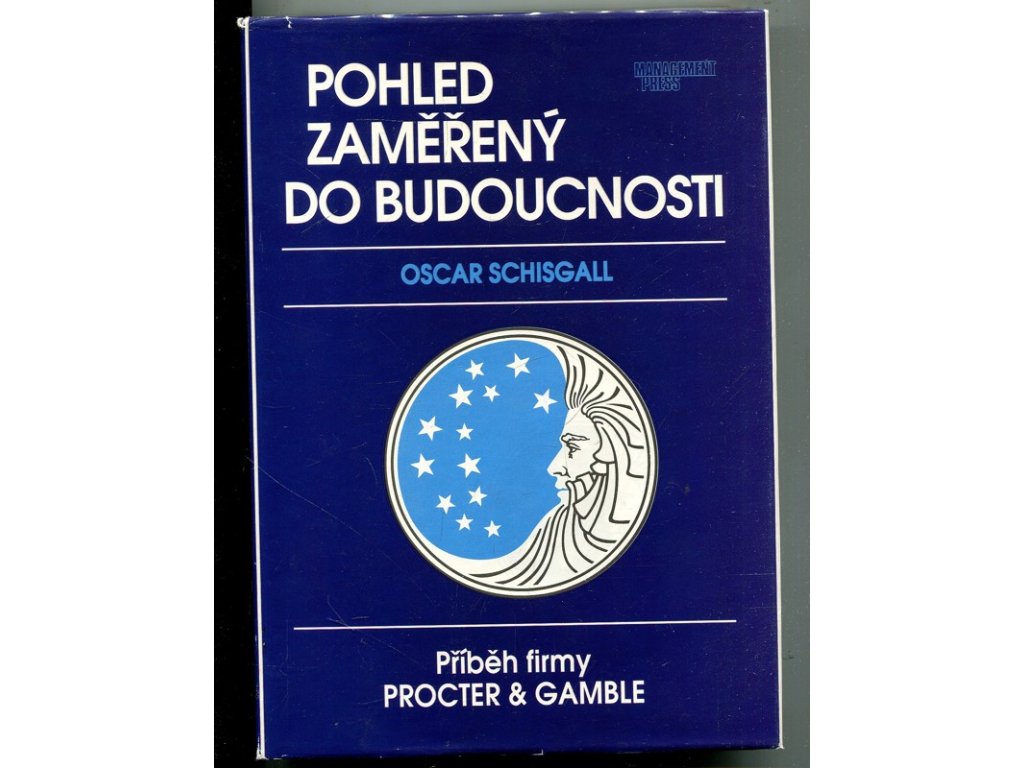 POHLED
ZAMĚŘENÝ
DO BUDOUCNOSTI
MANAGEMENT
PRESS
OSCAR SCHISGALL
Příběh firmy
PROCTER & GAMBLE